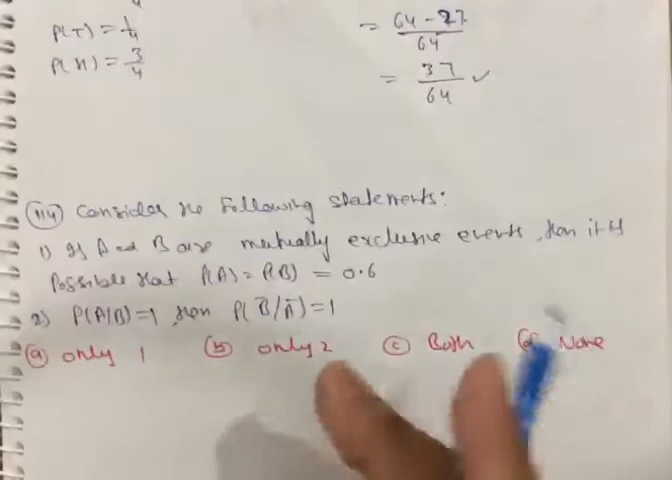 P(T) = 1/4
P(H) = 3/4
= 64 - 27 / 64
= 37 / 64 ✓
114 Consider the following statements:
1) If A and B are mutually exclusive events, then it is
possible that P(A) = P(B) = 0.6
2) P(A/B) = 1, then P(B̅/A̅) = 1
(a) only 1 (b) only 2 (c) Both (d) None